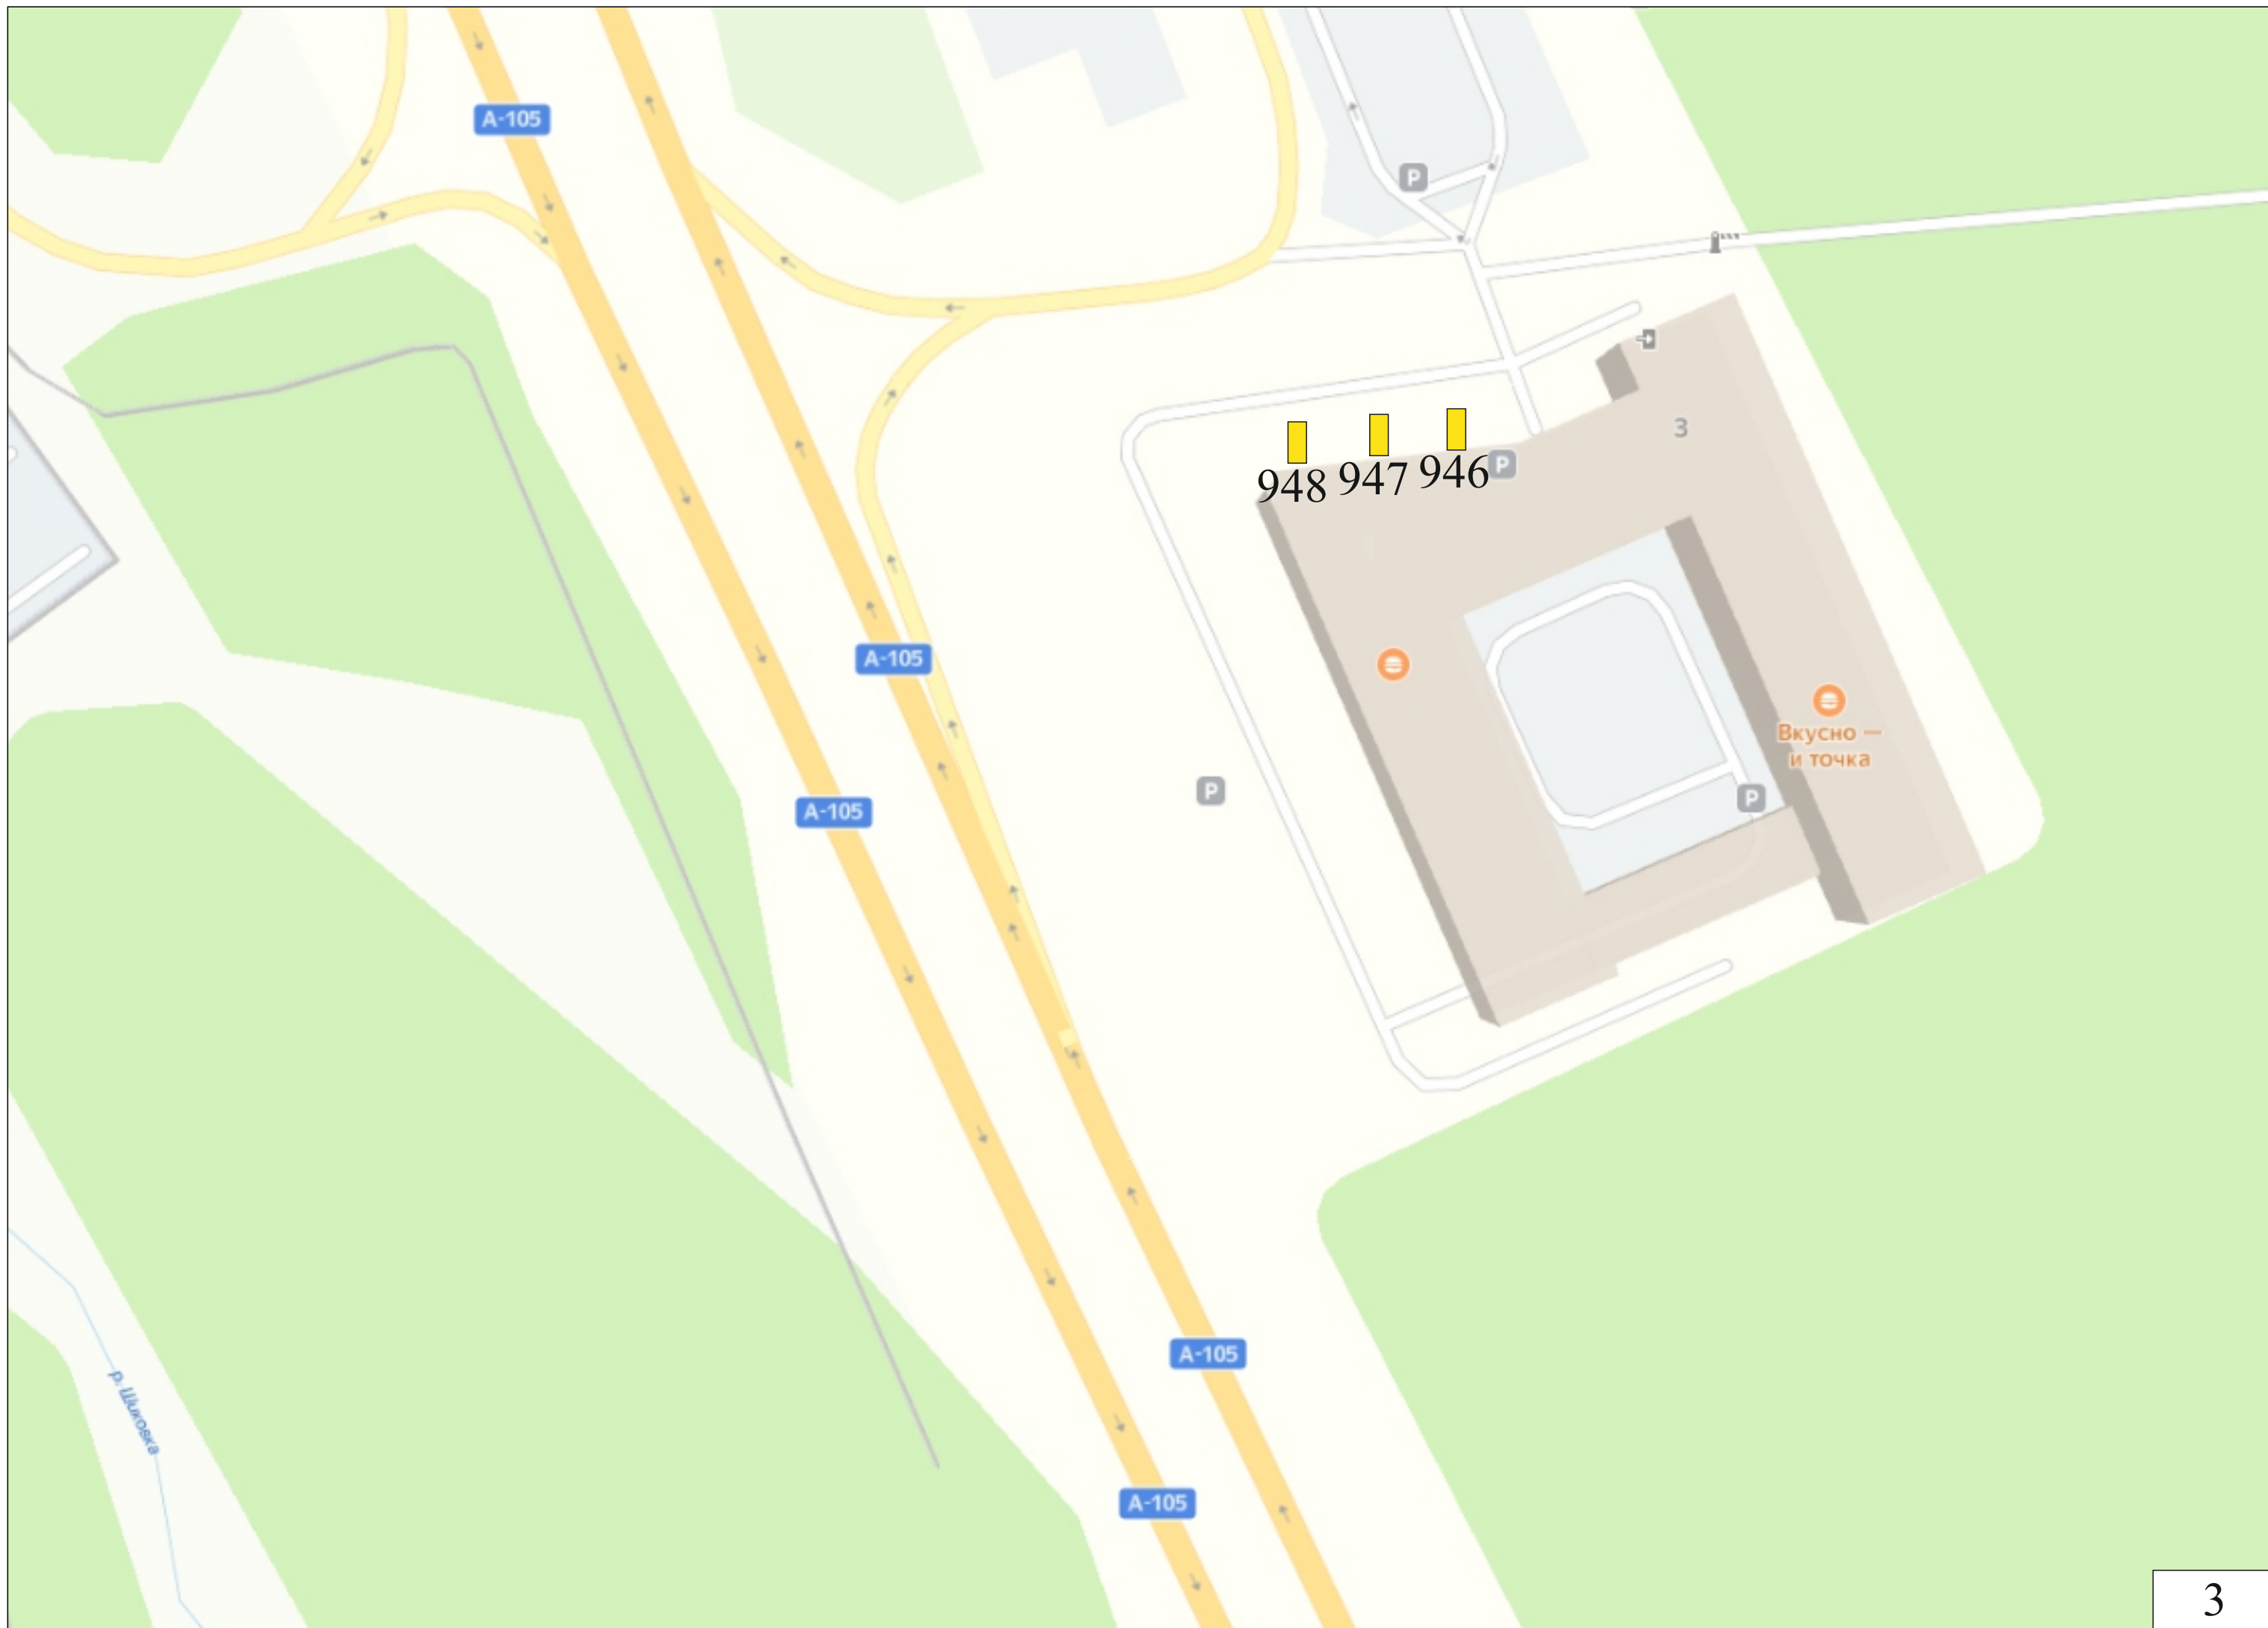 А-105
P
3
948 947 946 P
А-105
Вкусно —
и точка
P
P
А-105
А-105
р. Шиковка
А-105
3